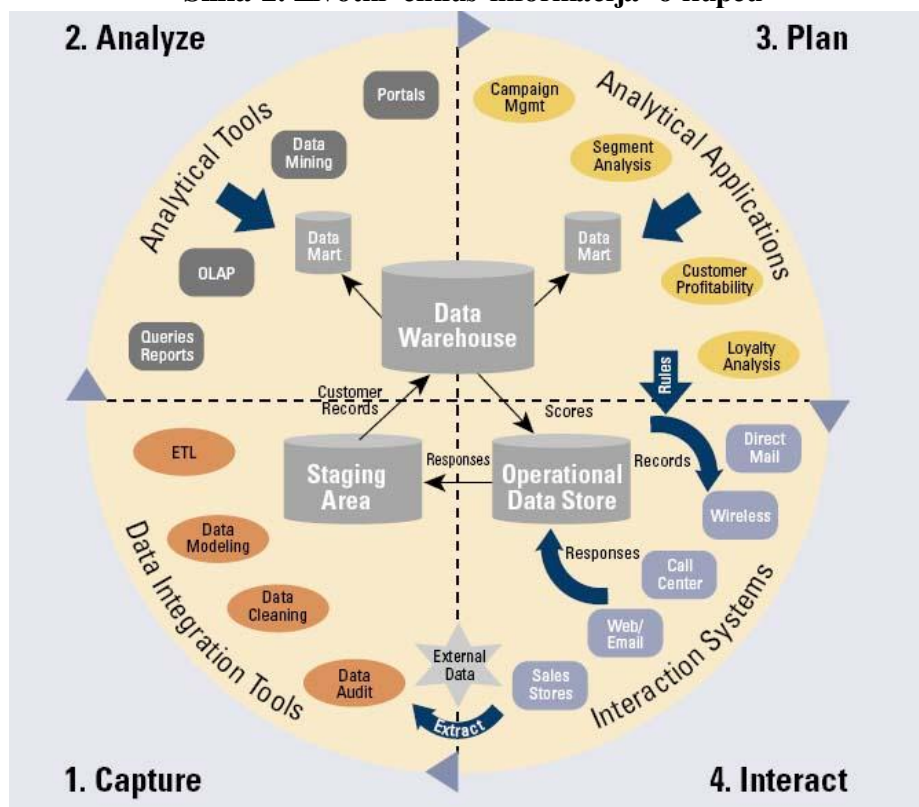 2. Analyze
3. Plan
Analytical Tools
Portals
Data
Mining
OLAP
Queries
Reports
Data
Mart
Campaign
Mgmt
Segment
Analysis
Analytical Applications
Data
Mart
Customer
Profitability
Loyalty
Analysis
Data
Warehouse
Rules
Customer
Records
Scores
ETL
Staging
Area
Responses
Operational
Data Store
Records
Direct
Mail
Wireless
Data
Modeling
Responses
Call
Center
Data
Cleaning
Web/
Email
Data Integration Tools
Data
Audit
External
Data
Sales
Stores
Interaction Systems
Extract
1. Capture
4. Interact